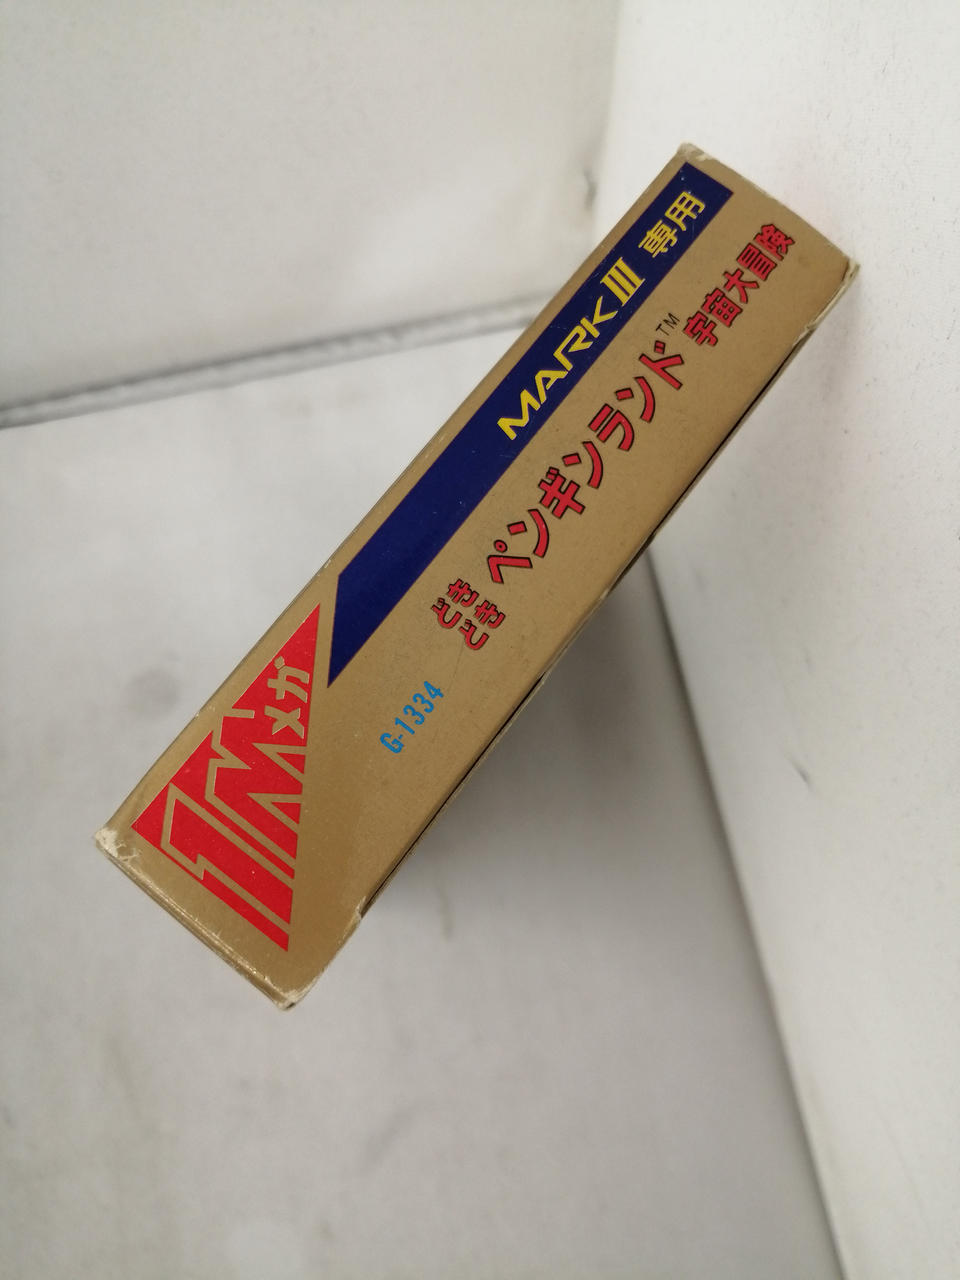 MARK III 専用
どき
どき
ペンギンランド™ 宇宙大冒険
G-1334
1M メガ